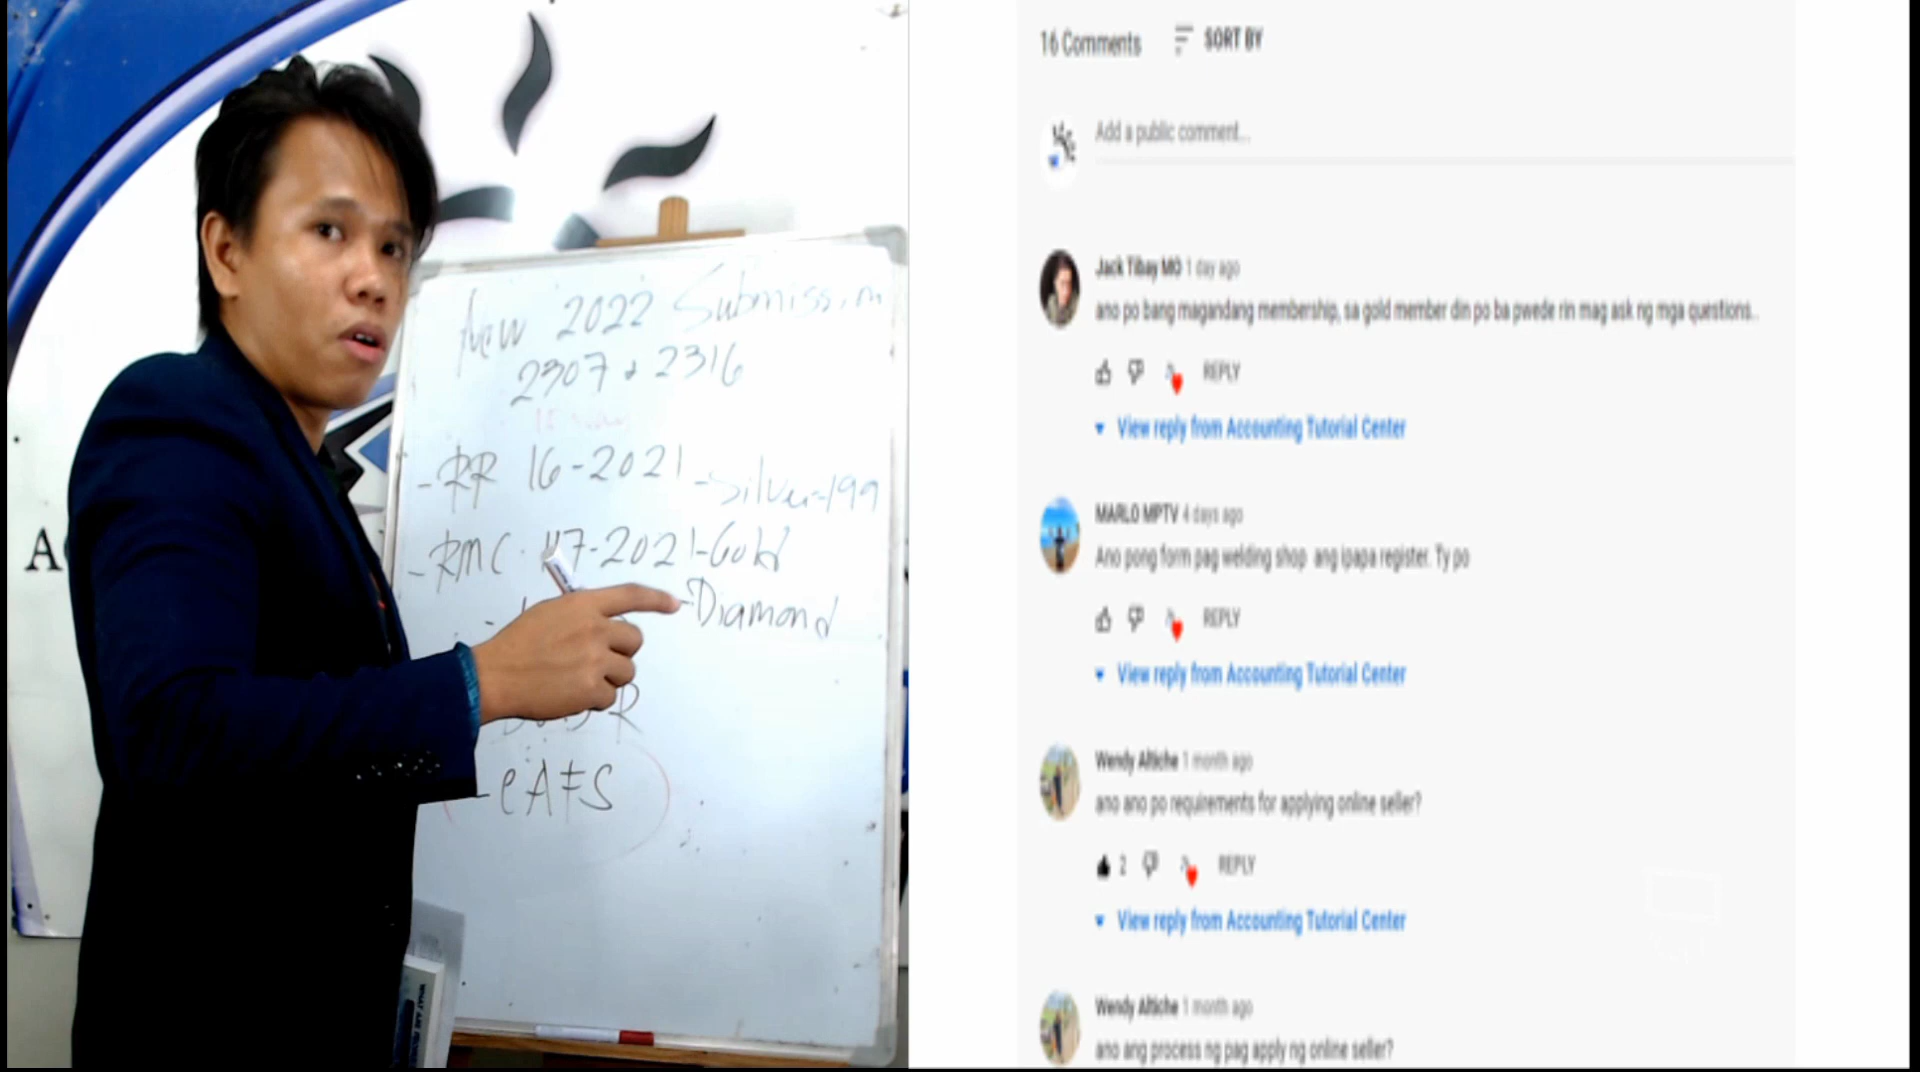 New 2022 Submission
2307 & 2316
- RR 16-2021
- Silver-199
- RMC 117-2021
- Gold
- Diamond
- eAFS
A
16 Comments SORT BY
Add a public comment...
Jack Tibay MO 1 day ago
ano po bang magandang membership, sa gold member din po ba pwede rin mag ask ng mga questions..
REPLY
View reply from Accounting Tutorial Center
MARLO MPTV 4 days ago
Ano pong form pag welding shop ang ipapa register. Ty po
REPLY
View reply from Accounting Tutorial Center
Wendy Altiche 1 month ago
ano ano po requirements for applying online seller?
2 REPLY
View reply from Accounting Tutorial Center
Wendy Altiche 1 month ago
ano ang process ng pag apply ng online seller?